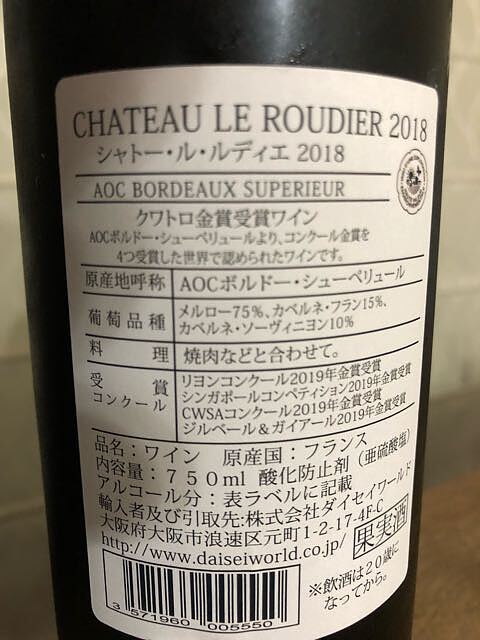 CHATEAU LE ROUDIER 2018
シャトー・ル・ルディエ 2018
AOC BORDEAUX SUPERIEUR
クワトロ金賞受賞ワイン
AOCボルドー・シューペリュールより、コンクール金賞を
4つ受賞した世界で認められたワインです。
原産地呼称 AOCボルドー・シューペリュール
葡萄品種 メルロー75%、カベルネ・フラン15%、
カベルネ・ソーヴィニヨン10%
料理 焼肉などと合わせて。
受賞コンクール リヨンコンクール2019年金賞受賞
シンガポールコンペティション2019年金賞受賞
CWSAコンクール2019年金賞受賞
ジルベール&ガイアール2019年金賞受賞
品名：ワイン 原産国：フランス
内容量：750ml 酸化防止剤（亜硫酸塩）
アルコール分：表ラベルに記載
輸入者及び引取先:株式会社ダイセイワールド
大阪府大阪市浪速区元町1-2-17-4F-C
http://www.daiseiworld.co.jp/
果実酒
※飲酒は20歳に
なってから。
3 571960 005550